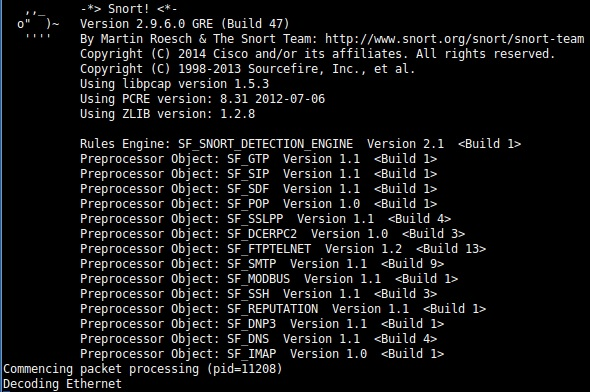 ,,_     -*> Snort! <*-
o"  )~   Version 2.9.6.0 GRE (Build 47)
''''    By Martin Roesch & The Snort Team: http://www.snort.org/snort/snort-team
Copyright (C) 2014 Cisco and/or its affiliates. All rights reserved.
Copyright (C) 1998-2013 Sourcefire, Inc., et al.
Using libpcap version 1.5.3
Using PCRE version: 8.31 2012-07-06
Using ZLIB version: 1.2.8
Rules Engine: SF_SNORT_DETECTION_ENGINE  Version 2.1  <Build 1>
Preprocessor Object: SF_GTP  Version 1.1  <Build 1>
Preprocessor Object: SF_SIP  Version 1.1  <Build 1>
Preprocessor Object: SF_SDF  Version 1.1  <Build 1>
Preprocessor Object: SF_POP  Version 1.0  <Build 1>
Preprocessor Object: SF_SSLPP  Version 1.1  <Build 4>
Preprocessor Object: SF_DCERPC2  Version 1.0  <Build 3>
Preprocessor Object: SF_FTPTELNET  Version 1.2  <Build 13>
Preprocessor Object: SF_SMTP  Version 1.1  <Build 9>
Preprocessor Object: SF_MODBUS  Version 1.1  <Build 1>
Preprocessor Object: SF_SSH  Version 1.1  <Build 3>
Preprocessor Object: SF_REPUTATION  Version 1.1  <Build 1>
Preprocessor Object: SF_DNP3  Version 1.1  <Build 1>
Preprocessor Object: SF_DNS  Version 1.1  <Build 4>
Preprocessor Object: SF_IMAP  Version 1.0  <Build 1>
Commencing packet processing (pid=11208)
Decoding Ethernet